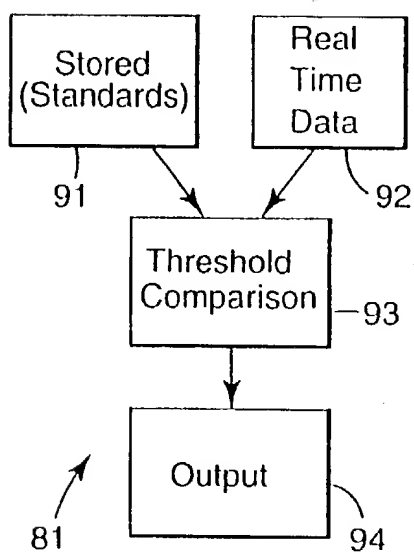 Stored
(Standards)
Real
Time
Data
91
92
Threshold
Comparison
93
Output
81
94